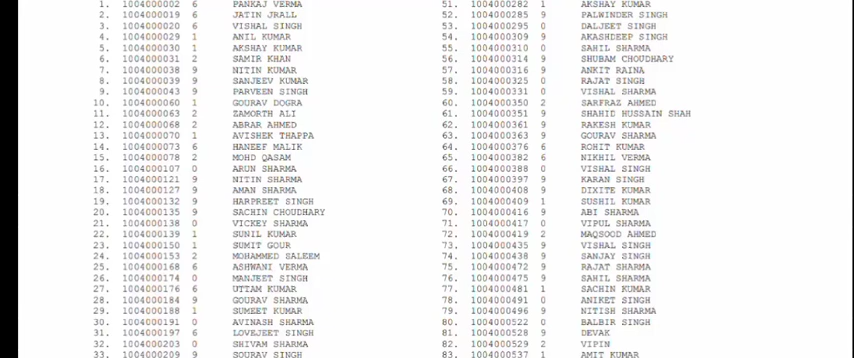 1. 1004000002 6 PANKAJ VERMA
2. 1004000019 6 JATIN JRALL
3. 1004000020 6 VISHAL SINGH
4. 1004000029 1 ANIL KUMAR
5. 1004000030 1 AKSHAY KUMAR
6. 1004000031 2 SAMIR KHAN
7. 1004000038 9 NITIN KUMAR
8. 1004000039 9 SANJEEV KUMAR
9. 1004000043 9 PARVEEN SINGH
10. 1004000060 1 GOURAV DOGRA
11. 1004000063 2 ZAMORTH ALI
12. 1004000068 2 ABRAR AHMED
13. 1004000070 1 AVISHEK THAPPA
14. 1004000073 6 HANEEF MALIK
15. 1004000078 2 MOHD QASAM
16. 1004000107 0 ARUN SHARMA
17. 1004000121 9 NITIN SHARMA
18. 1004000127 9 AMAN SHARMA
19. 1004000132 9 HARPREET SINGH
20. 1004000135 9 SACHIN CHOUDHARY
21. 1004000138 0 VICKEY SHARMA
22. 1004000139 1 SUNIL KUMAR
23. 1004000150 1 SUMIT GOUR
24. 1004000153 2 MOHAMMED SALEEM
25. 1004000168 6 ASHWANI VERMA
26. 1004000174 0 MANJEET SINGH
27. 1004000176 6 UTTAM KUMAR
28. 1004000184 9 GOURAV SHARMA
29. 1004000188 1 SUMEET KUMAR
30. 1004000191 0 AVINASH SHARMA
31. 1004000197 6 LOVEJEET SINGH
32. 1004000203 0 SHIVAM SHARMA
33. 1004000209 9 SOURAV SINGH
51. 1004000282 1 AKSHAY KUMAR
52. 1004000285 9 PALWINDER SINGH
53. 1004000295 0 DALJEET SINGH
54. 1004000309 9 AKASHDEEP SINGH
55. 1004000310 0 SAHIL SHARMA
56. 1004000314 9 SHUBAM CHOUDHARY
57. 1004000316 9 ANKIT RAINA
58. 1004000325 0 RAJAT SINGH
59. 1004000331 0 VISHAL SHARMA
60. 1004000350 2 SARFRAZ AHMED
61. 1004000351 9 SHAHID HUSSAIN SHAH
62. 1004000361 9 RAKESH KUMAR
63. 1004000363 9 GOURAV SHARMA
64. 1004000376 6 ROHIT KUMAR
65. 1004000382 6 NIKHIL VERMA
66. 1004000388 0 VISHAL SINGH
67. 1004000397 9 KARAN SINGH
68. 1004000408 9 DIXITE KUMAR
69. 1004000409 1 SUSHIL KUMAR
70. 1004000416 9 ABI SHARMA
71. 1004000417 0 VIPUL SHARMA
72. 1004000419 2 MAQSOOD AHMED
73. 1004000435 9 VISHAL SINGH
74. 1004000438 9 SANJAY SINGH
75. 1004000472 9 RAJAT SHARMA
76. 1004000475 9 SAHIL SHARMA
77. 1004000481 1 SACHIN KUMAR
78. 1004000491 0 ANIKET SINGH
79. 1004000496 9 NITISH SHARMA
80. 1004000522 0 BALBIR SINGH
81. 1004000528 9 DEVAK
82. 1004000529 2 VIPIN
83. 1004000537 1 AMIT KUMAR